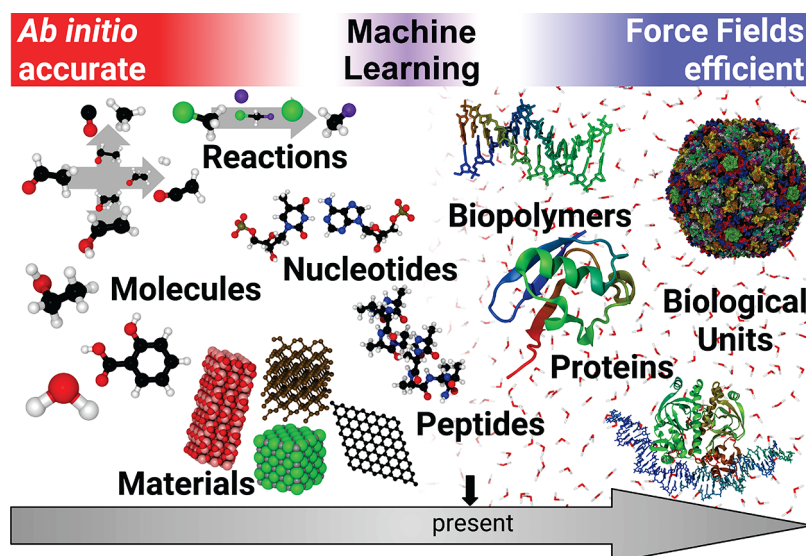 Ab initio
accurate
Machine
Learning
Force Fields
efficient
Reactions
Molecules
Nucleotides
Biopolymers
Biological
Units
Proteins
Peptides
Materials
present